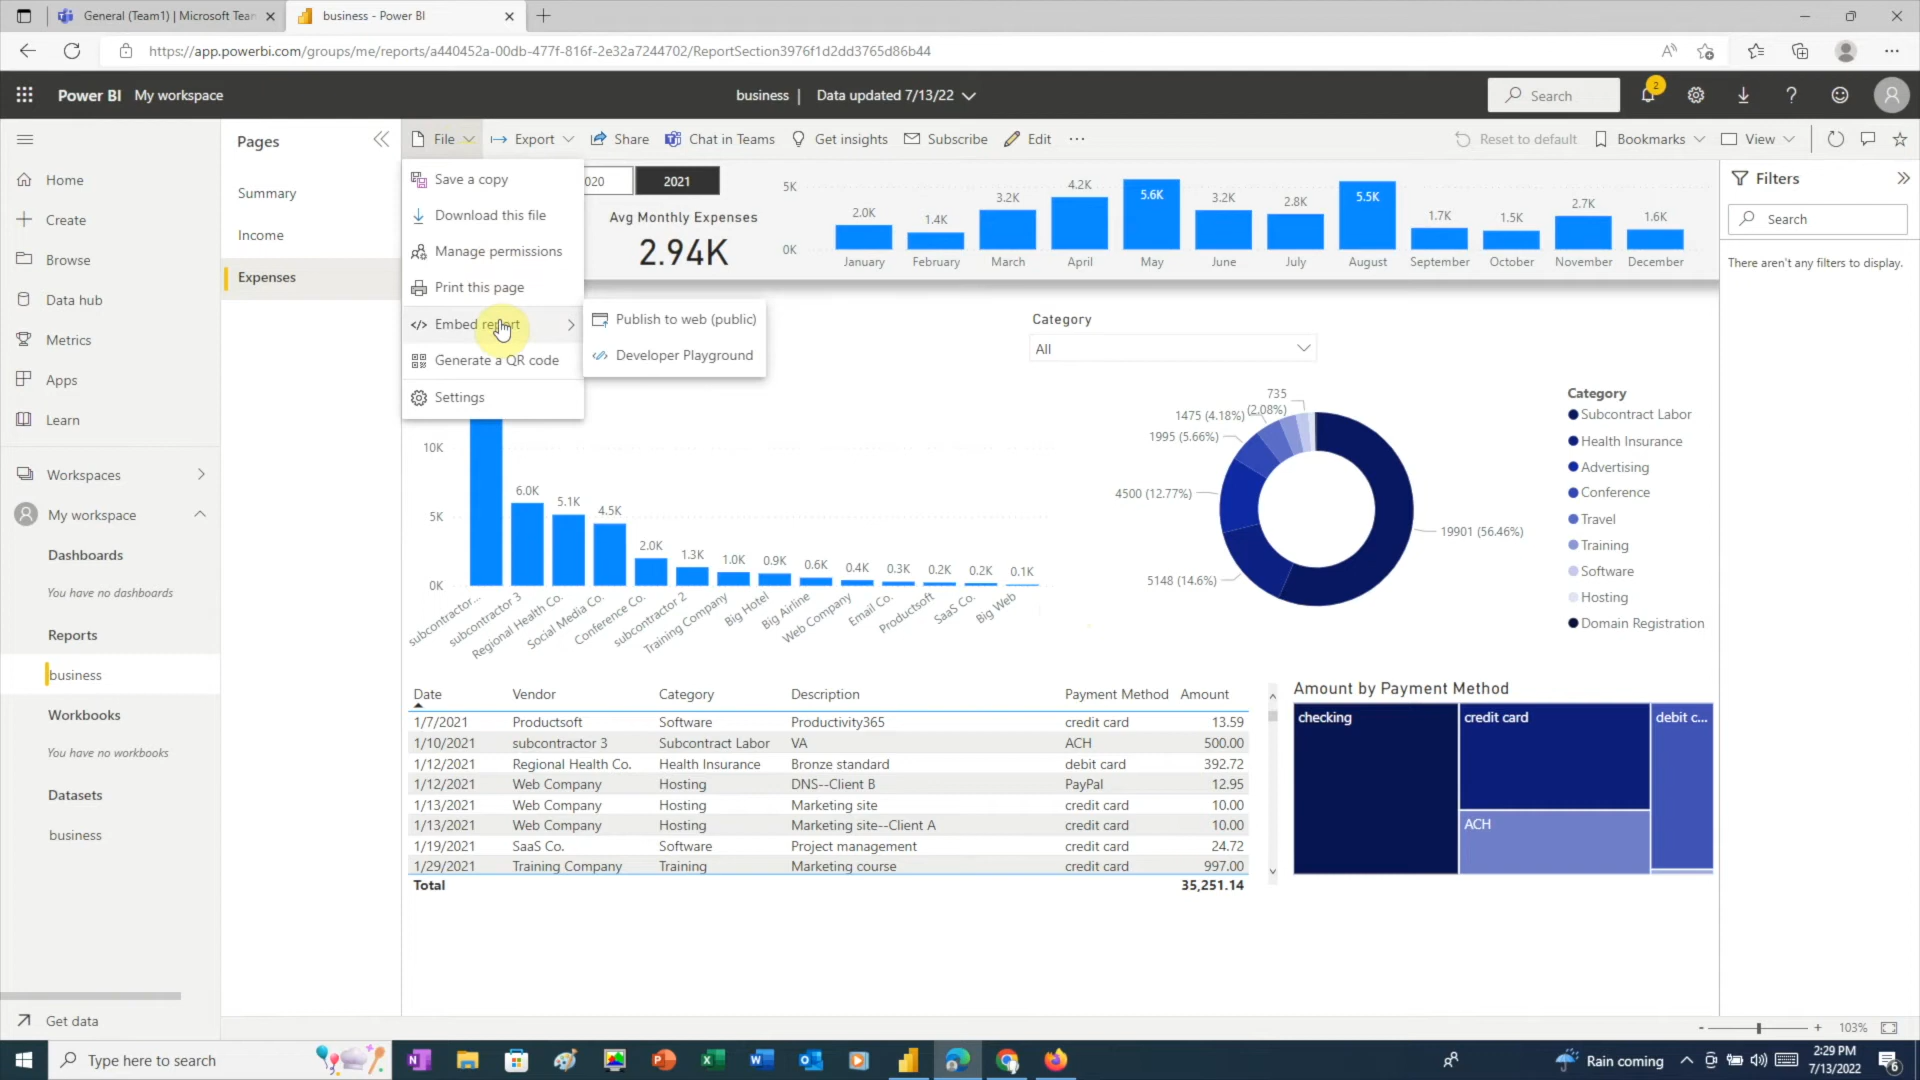 General (Team1) | Microsoft Tear
business - Power BI
https://app.powerbi.com/groups/me/reports/a440452a-00db-477f-816f-2e32a7244702/ReportSection3976f1d2dd3765d86b44
Power BI My workspace
business | Data updated 7/13/22
Search
2
Pages
File Export Share Chat in Teams Get insights Subscribe Edit
Reset to default Bookmarks View
Home
Create
Browse
Data hub
Metrics
Apps
Learn
Workspaces
My workspace
Dashboards
You have no dashboards
Reports
business
Workbooks
You have no workbooks
Datasets
business
Get data
Summary
Income
Expenses
Save a copy
Download this file
Manage permissions
Print this page
Embed report
Generate a QR code
Settings
Publish to web (public)
Developer Playground
020
2021
Avg Monthly Expenses
2.94K
5K
0K
2.0K 1.4K 3.2K 4.2K 5.6K 3.2K 2.8K 5.5K 1.7K 1.5K 2.7K 1.6K
January February March April May June July August September October November December
Filters
Search
There aren't any filters to display.
Category
All
10K
5K
0K
6.0K 5.1K 4.5K 2.0K 1.3K 1.0K 0.9K 0.6K 0.4K 0.3K 0.2K 0.2K 0.1K
subcontractor... subcontractor 3 Regional Health Co. Social Media Co. Conference Co. subcontractor 2 Training Company Big Hotel Big Airline Web Company Email Co. Productsoft SaaS Co. Big Web
735
(2.08%)
1475 (4.18%)
1995 (5.66%)
4500 (12.77%)
5148 (14.6%)
19901 (56.46%)
Category
Subcontract Labor
Health Insurance
Advertising
Conference
Travel
Training
Software
Hosting
Domain Registration
Date Vendor Category Description Payment Method Amount
1/7/2021 Productsoft Software Productivity365 credit card 13.59
1/10/2021 subcontractor 3 Subcontract Labor VA ACH 500.00
1/12/2021 Regional Health Co. Health Insurance Bronze standard debit card 392.72
1/12/2021 Web Company Hosting DNS--Client B PayPal 12.95
1/13/2021 Web Company Hosting Marketing site credit card 10.00
1/13/2021 Web Company Hosting Marketing site--Client A credit card 10.00
1/19/2021 SaaS Co. Software Project management credit card 24.72
1/29/2021 Training Company Training Marketing course credit card 997.00
Total 35,251.14
Amount by Payment Method
checking
credit card
debit c...
ACH
103%
Type here to search
Rain coming
2:29 PM
7/13/2022
6